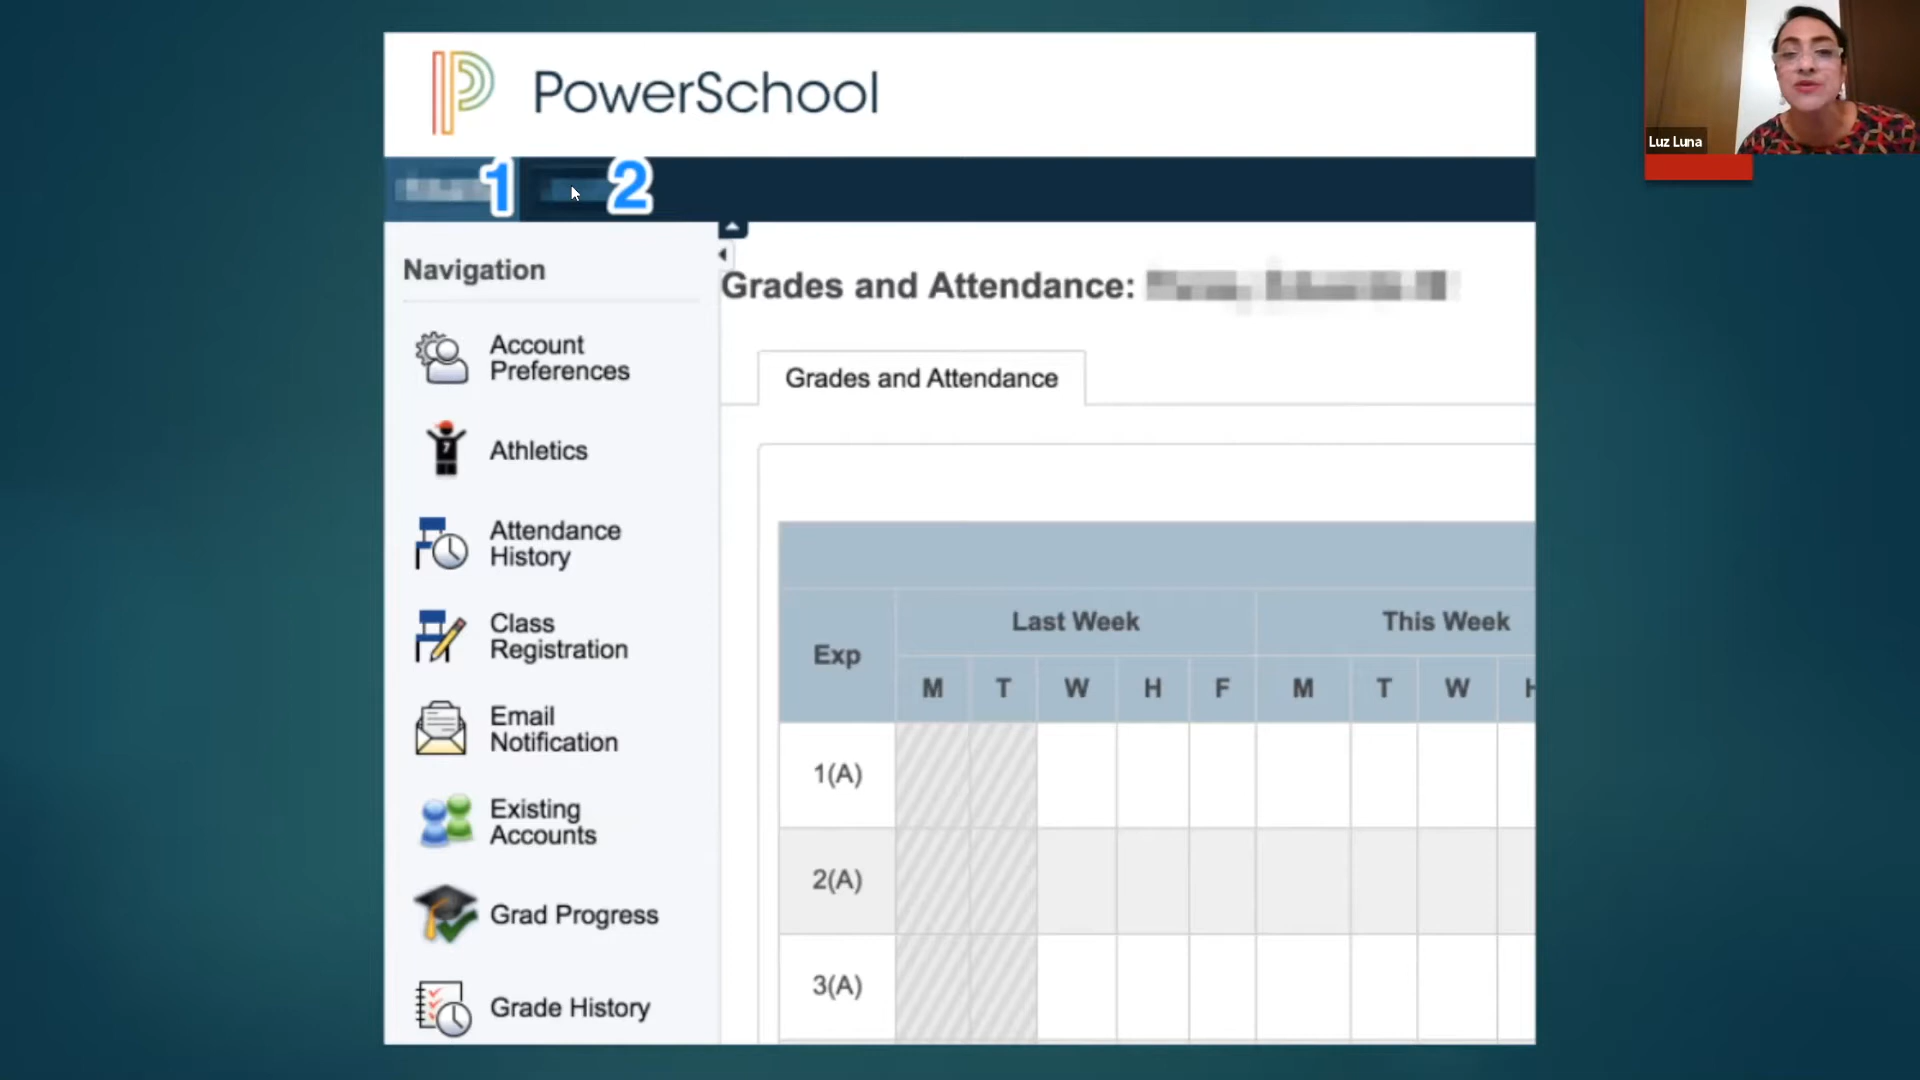 PowerSchool
1 2
Luz Luna
Navigation
Account
Preferences
Athletics
Attendance
History
Class
Registration
Email
Notification
Existing
Accounts
Grad Progress
Grade History
Grades and Attendance:
Grades and Attendance
Last Week This Week
Exp
M T W H F M T W H
1(A)
2(A)
3(A)